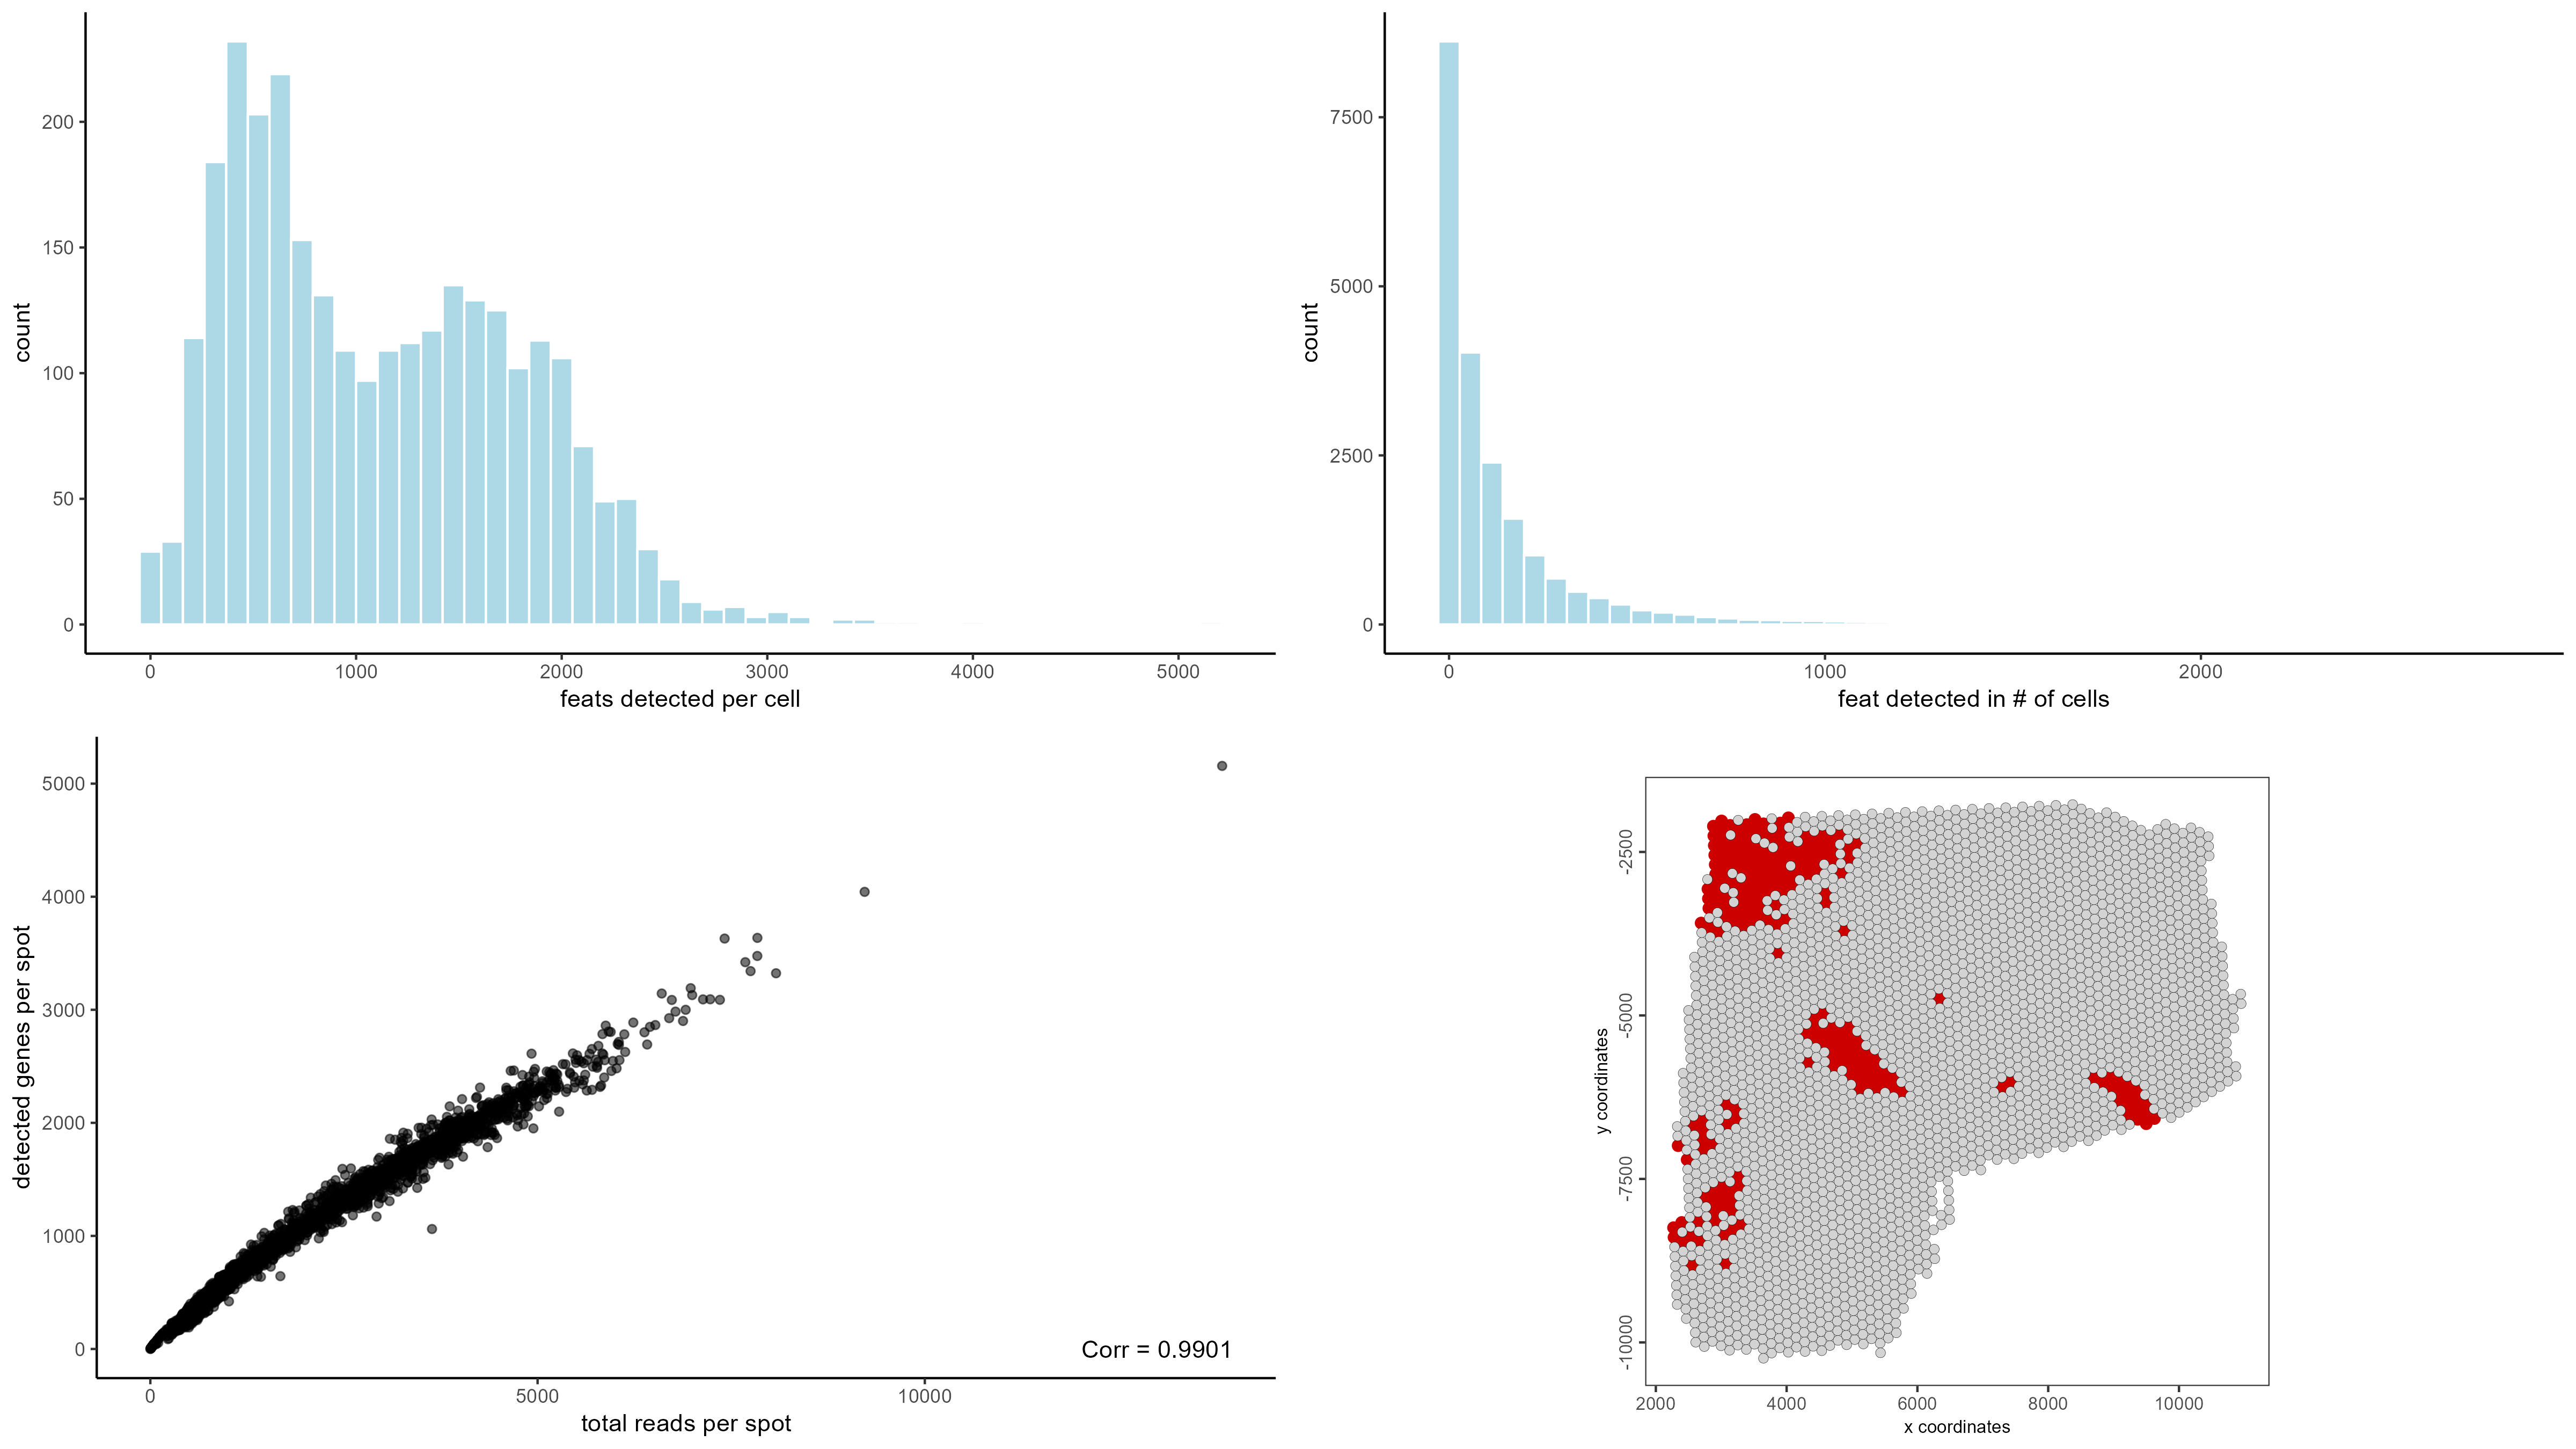 count
200
150
100
50
0
0 1000 2000 3000 4000 5000
feats detected per cell
count
7500
5000
2500
0
0 1000 2000
feat detected in # of cells
detected genes per spot
5000
4000
3000
2000
1000
0
Corr = 0.9901
0 5000 10000
total reads per spot
y coordinates
-2500
-5000
-7500
-10000
2000 4000 6000 8000 10000
x coordinates